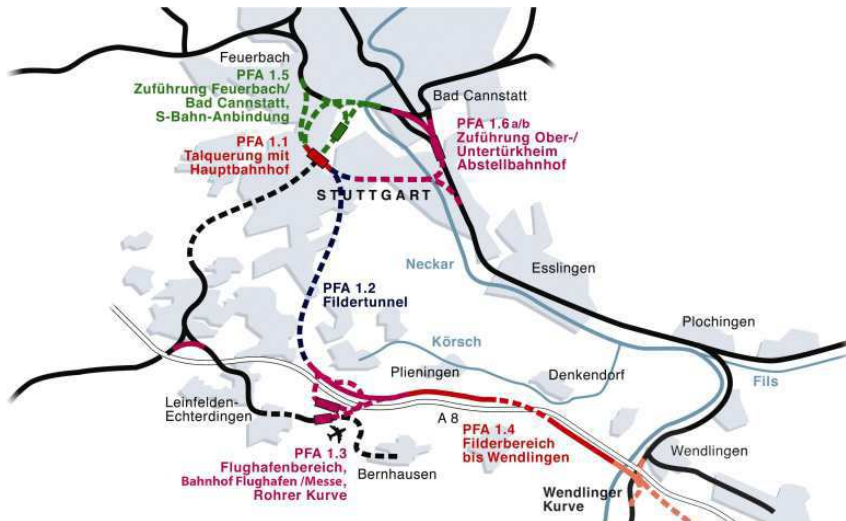 Feuerbach
PFA 1.5
Zuführung Feuerbach/
Bad Cannstatt,
S-Bahn-Anbindung
Bad Cannstatt
PFA 1.6 a/b
Zuführung Ober-/
Untertürkheim
Abstellbahnhof
PFA 1.1
Talquerung mit
Hauptbahnhof
STUTTGART
Neckar
Esslingen
PFA 1.2
Fildertunnel
Plochingen
Körsch
Plieningen
Denkendorf
Fils
Leinfelden-
Echterdingen
A 8
PFA 1.4
Filderbereich
bis Wendlingen
PFA 1.3
Flughafenbereich,
Bahnhof Flughafen /Messe,
Rohrer Kurve
Bernhausen
Wendlingen
Wendlinger
Kurve